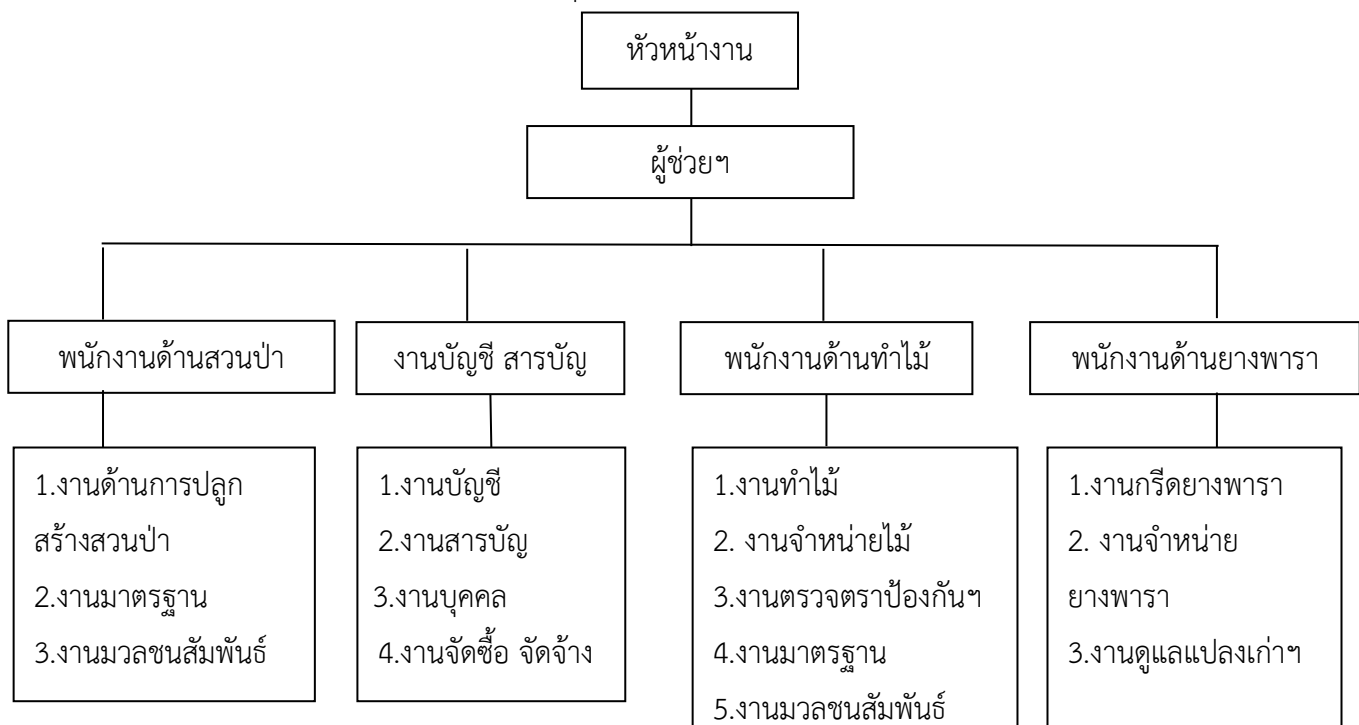 หัวหน้างาน
ผู้ช่วยฯ
พนักงานด้านสวนป่า
งานบัญชี สารบัญ
พนักงานด้านทำไม้
พนักงานด้านยางพารา
1.งานด้านการปลูก
สร้างสวนป่า
2.งานมาตรฐาน
3.งานมวลชนสัมพันธ์
1.งานบัญชี
2.งานสารบัญ
3.งานบุคคล
4.งานจัดซื้อ จัดจ้าง
1.งานทำไม้
2. งานจำหน่ายไม้
3.งานตรวจตราป้องกันฯ
4.งานมาตรฐาน
5.งานมวลชนสัมพันธ์
1.งานกรีดยางพารา
2. งานจำหน่าย
ยางพารา
3.งานดูแลแปลงเก่าฯ